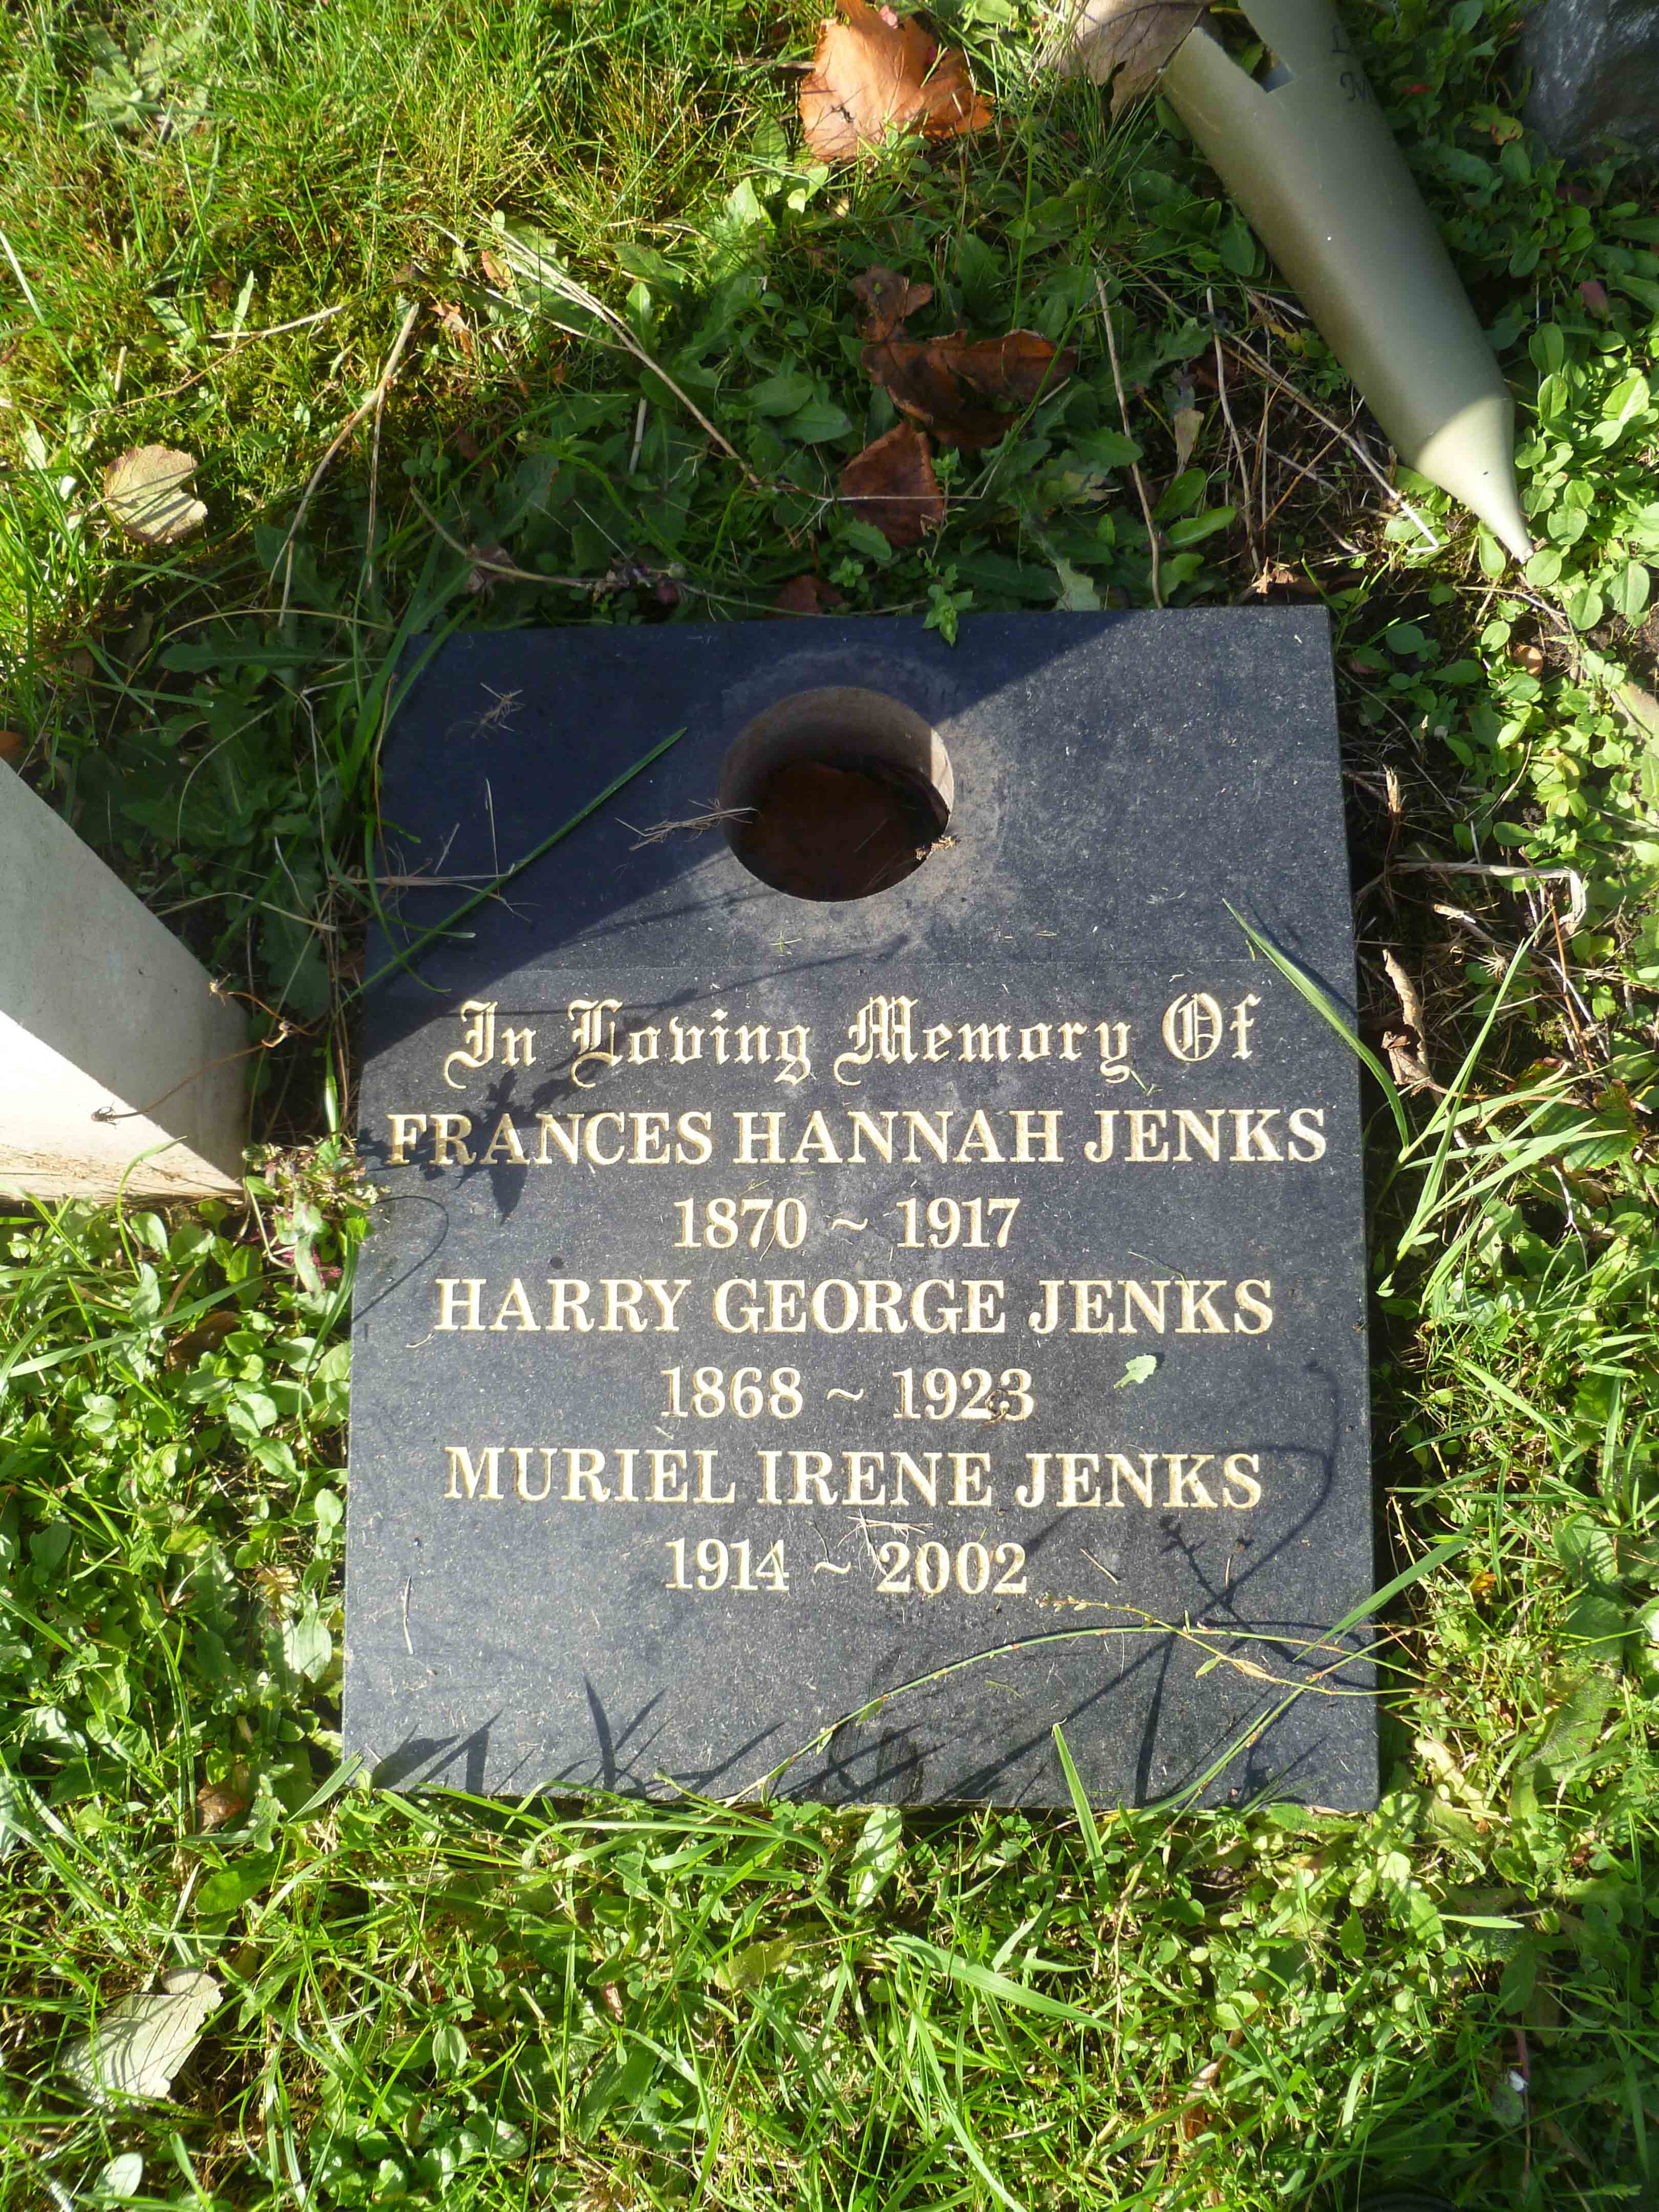 In Loving Memory Of
FRANCES HANNAH JENKS
1870 ~ 1917
HARRY GEORGE JENKS
1868 ~ 1923
MURIEL IRENE JENKS
1914 ~ 2002